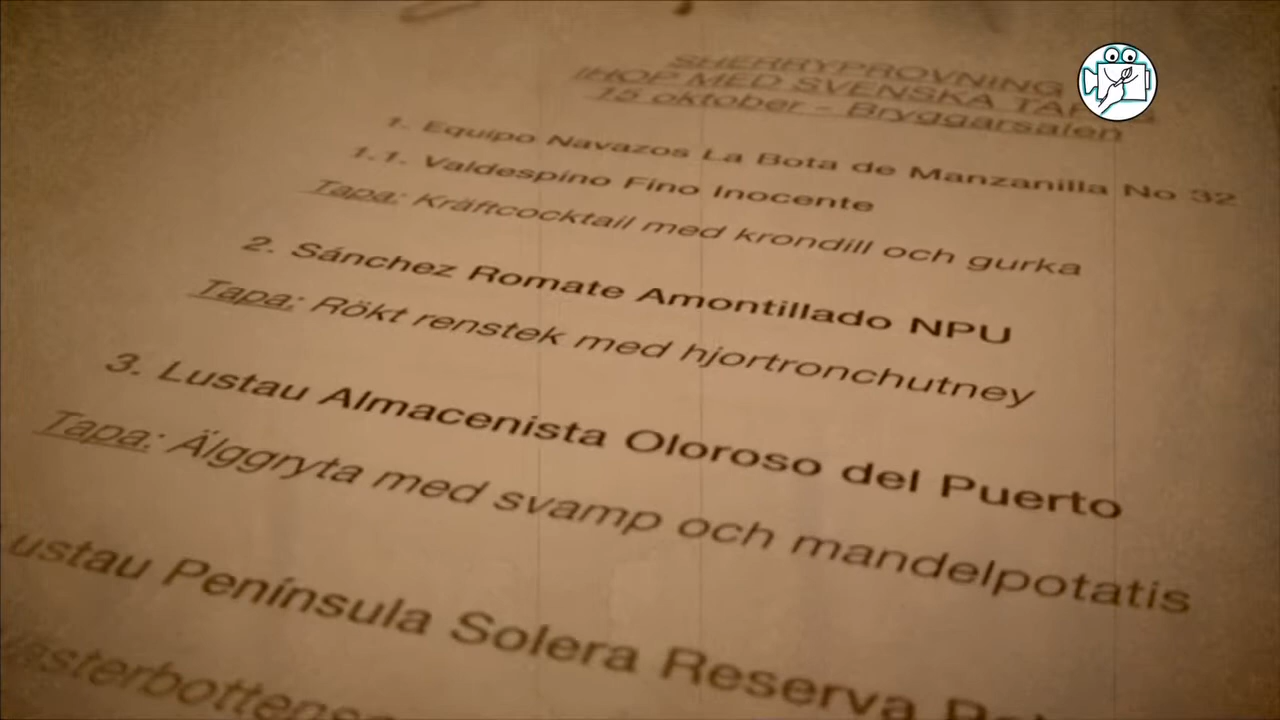 SHERRYPROVNING
IHOP MED SVENSKA
15 oktober - Bryggarsalen
1. Equipo Navazos La Bota de Manzanilla No 32
1.1. Valdespino Fino Inocente
Tapa: Kräftcocktail med krondill och gurka
2. Sánchez Romate Amontillado NPU
Tapa: Rökt renstek med hjortronchutney
3. Lustau Almacenista Oloroso del Puerto
Tapa: Älggryta med svamp och mandelpotatis
ustau Península Solera Reserva